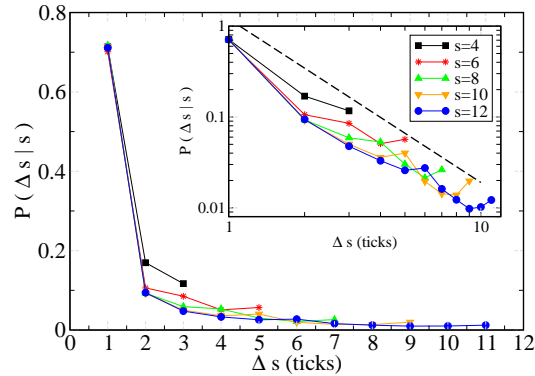 0.8
0.6
0.4
0.2
0
P ( Δ s | s )
0 1 2 3 4 5 6 7 8 9 10 11 12
Δ s (ticks)
1
0.1
0.01
P ( Δ s | s )
1 10
Δ s (ticks)
s=4
s=6
s=8
s=10
s=12